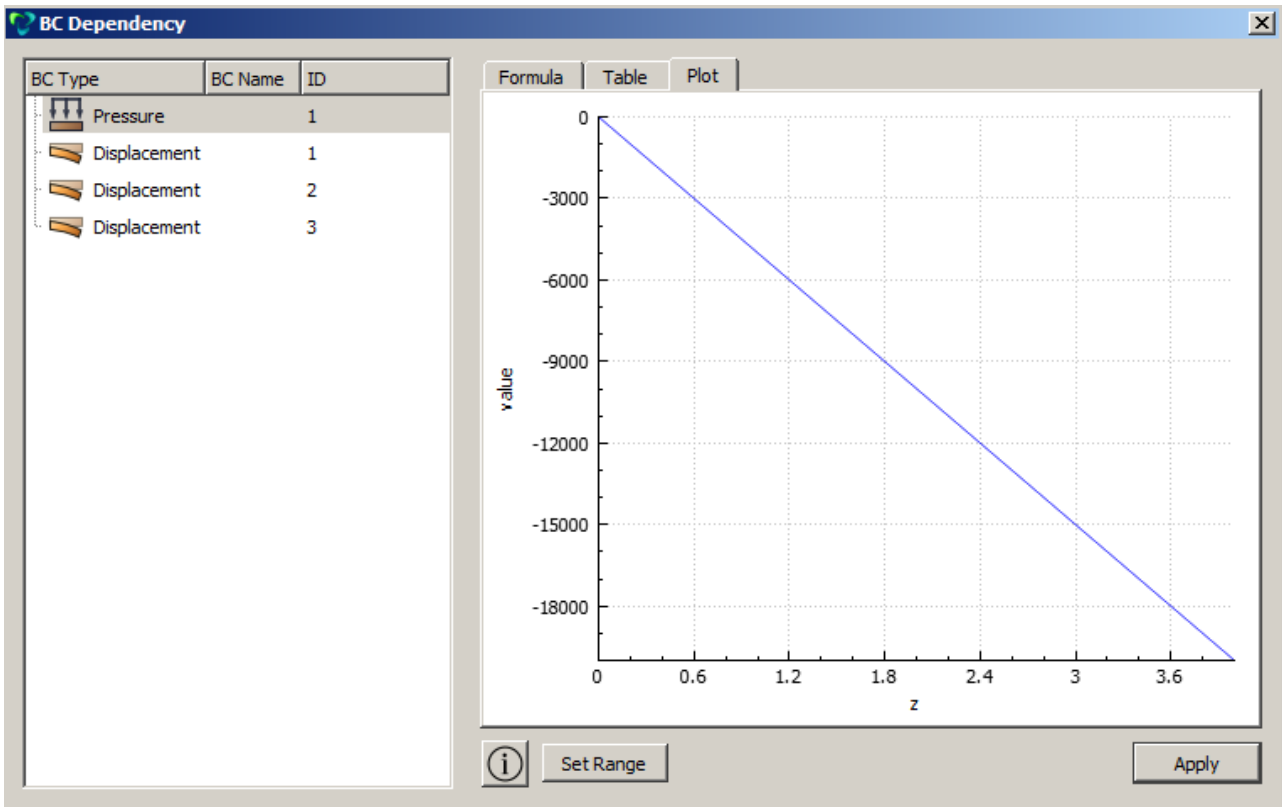 BC Dependency
BC Type BC Name ID
Pressure 1
Displacement 1
Displacement 2
Displacement 3
Formula Table Plot
0
-3000
-6000
-9000
-12000
-15000
-18000
value
0 0.6 1.2 1.8 2.4 3 3.6
z
i Set Range Apply